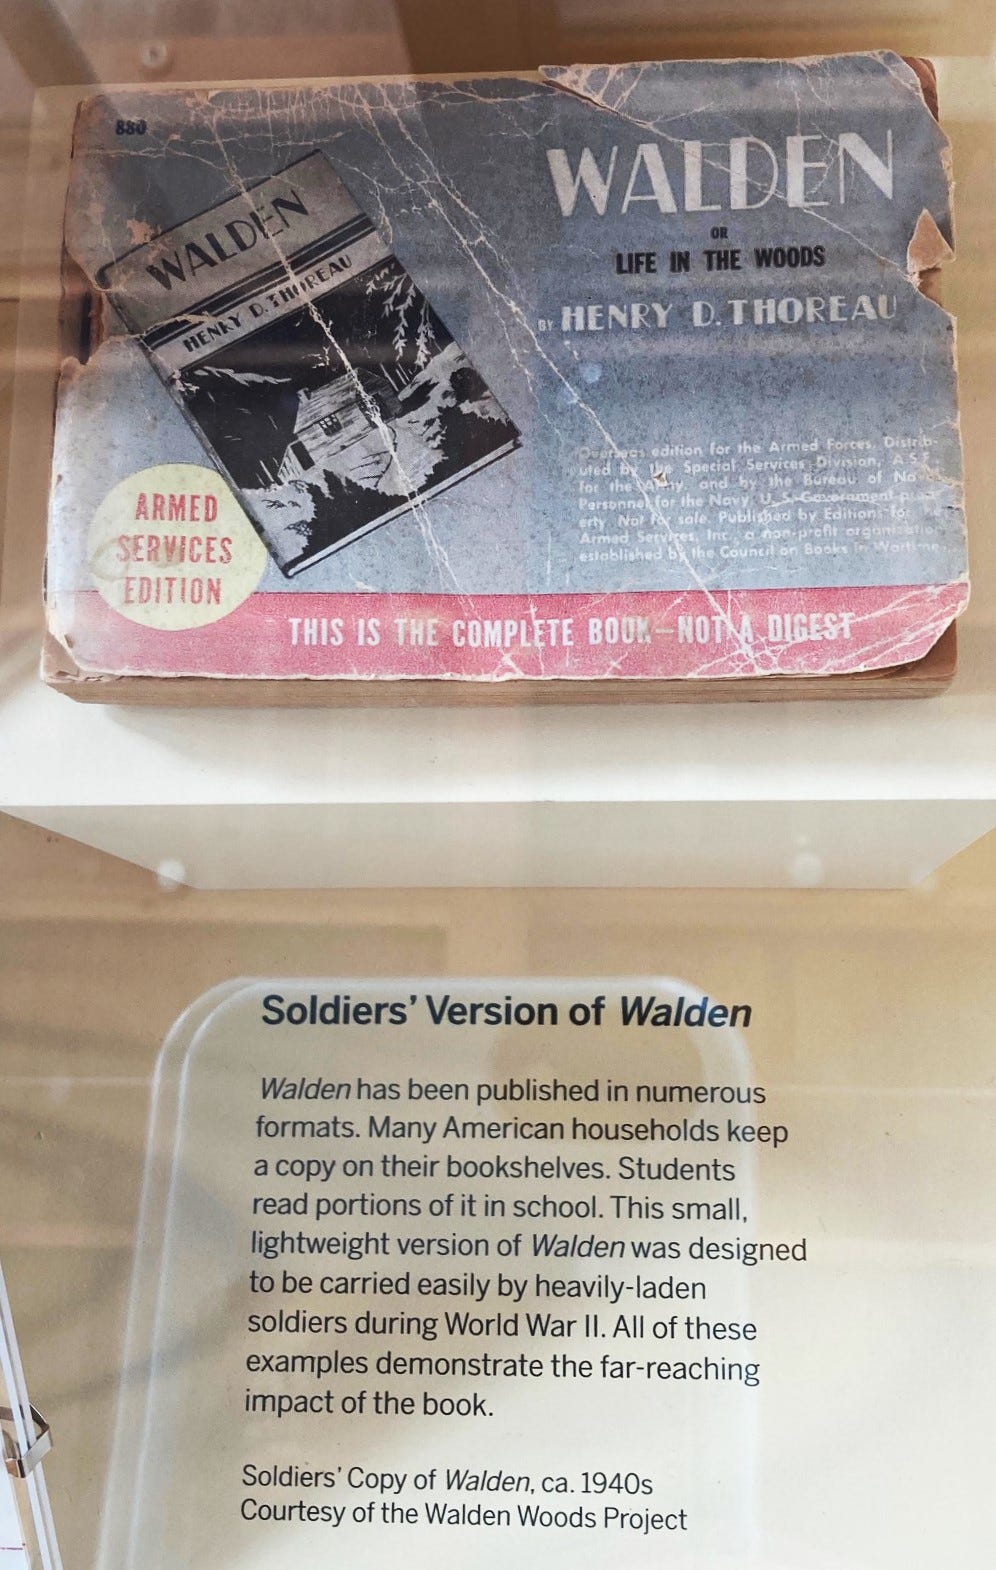 880
WALDEN
HENRY D. THOREAU
WALDEN
OR
LIFE IN THE WOODS
BY HENRY D. THOREAU
Overseas edition for the Armed Forces. Distrib-
uted by the Special Services Division, A.S.F.,
for the Army, and by the Bureau of Naval
Personnel for the Navy. U.S. Government prop-
erty. Not for sale. Published by Editions for the
Armed Services, Inc., a non-profit organization
established by the Council on Books in Wartime.
ARMED
SERVICES
EDITION
THIS IS THE COMPLETE BOOK—NOT A DIGEST
Soldiers' Version of Walden
Walden has been published in numerous
formats. Many American households keep
a copy on their bookshelves. Students
read portions of it in school. This small,
lightweight version of Walden was designed
to be carried easily by heavily-laden
soldiers during World War II. All of these
examples demonstrate the far-reaching
impact of the book.
Soldiers' Copy of Walden, ca. 1940s
Courtesy of the Walden Woods Project